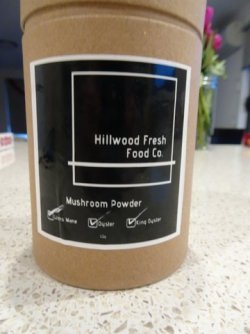 Hillwood Fresh
Food Co.
Mushroom Powder
Lions Mane Oyster King Oyster